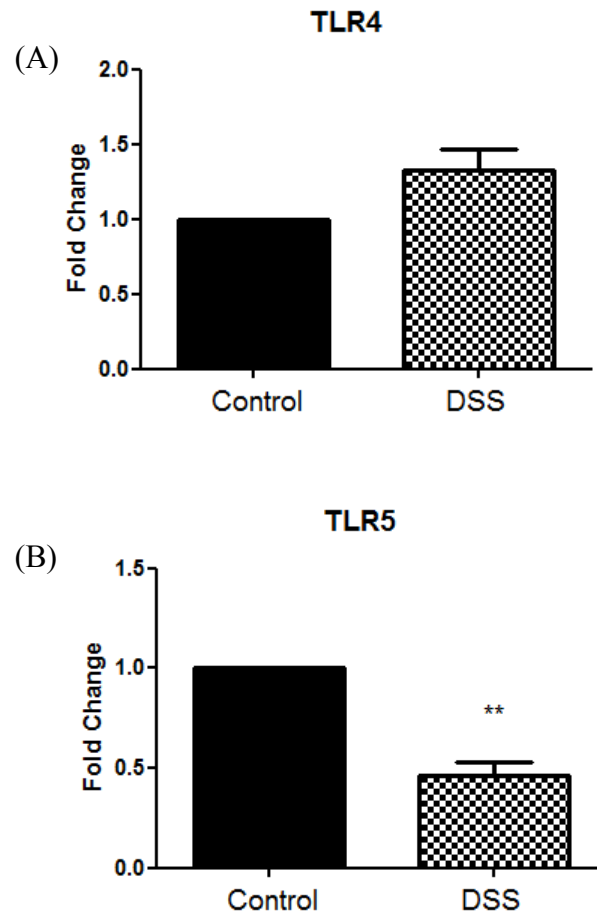 TLR4
(A)
2.0
1.5
1.0
0.5
0.0
Fold Change
Control DSS
TLR5
(B)
1.5
1.0
0.5
0.0
Fold Change
**
Control DSS